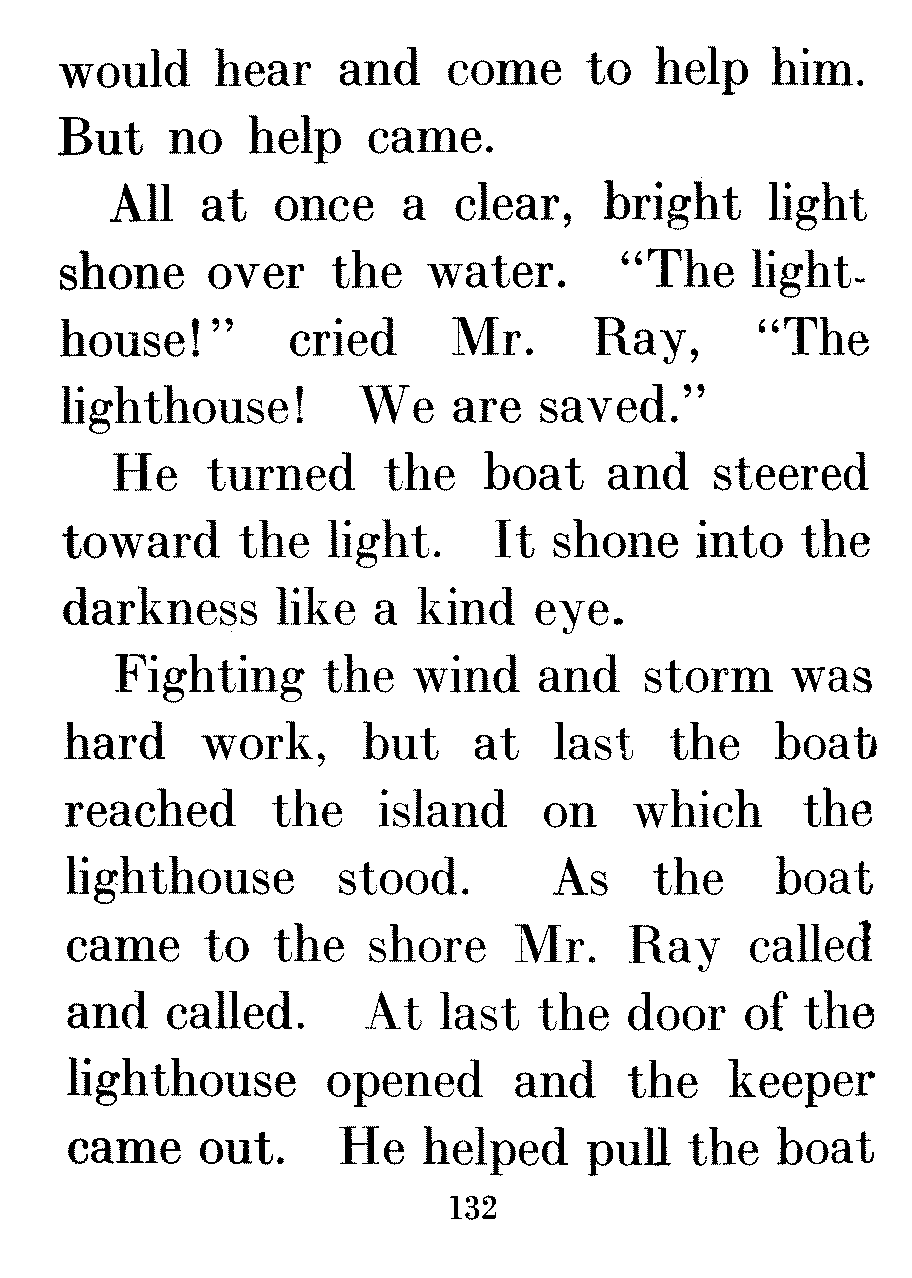 would hear and come to help him.
But no help came.
All at once a clear, bright light
shone over the water. “The light-
house!” cried Mr. Ray, “The
lighthouse! We are saved.”
He turned the boat and steered
toward the light. It shone into the
darkness like a kind eye.
Fighting the wind and storm was
hard work, but at last the boat
reached the island on which the
lighthouse stood. As the boat
came to the shore Mr. Ray called
and called. At last the door of the
lighthouse opened and the keeper
came out. He helped pull the boat
132